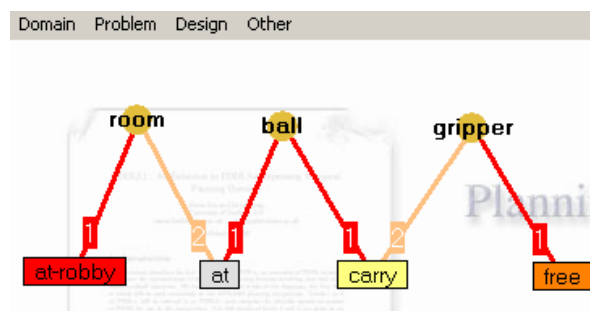 Domain Problem Design Other
room ball gripper
Planni
1 2 1 1 2 1
at-robby at carry free